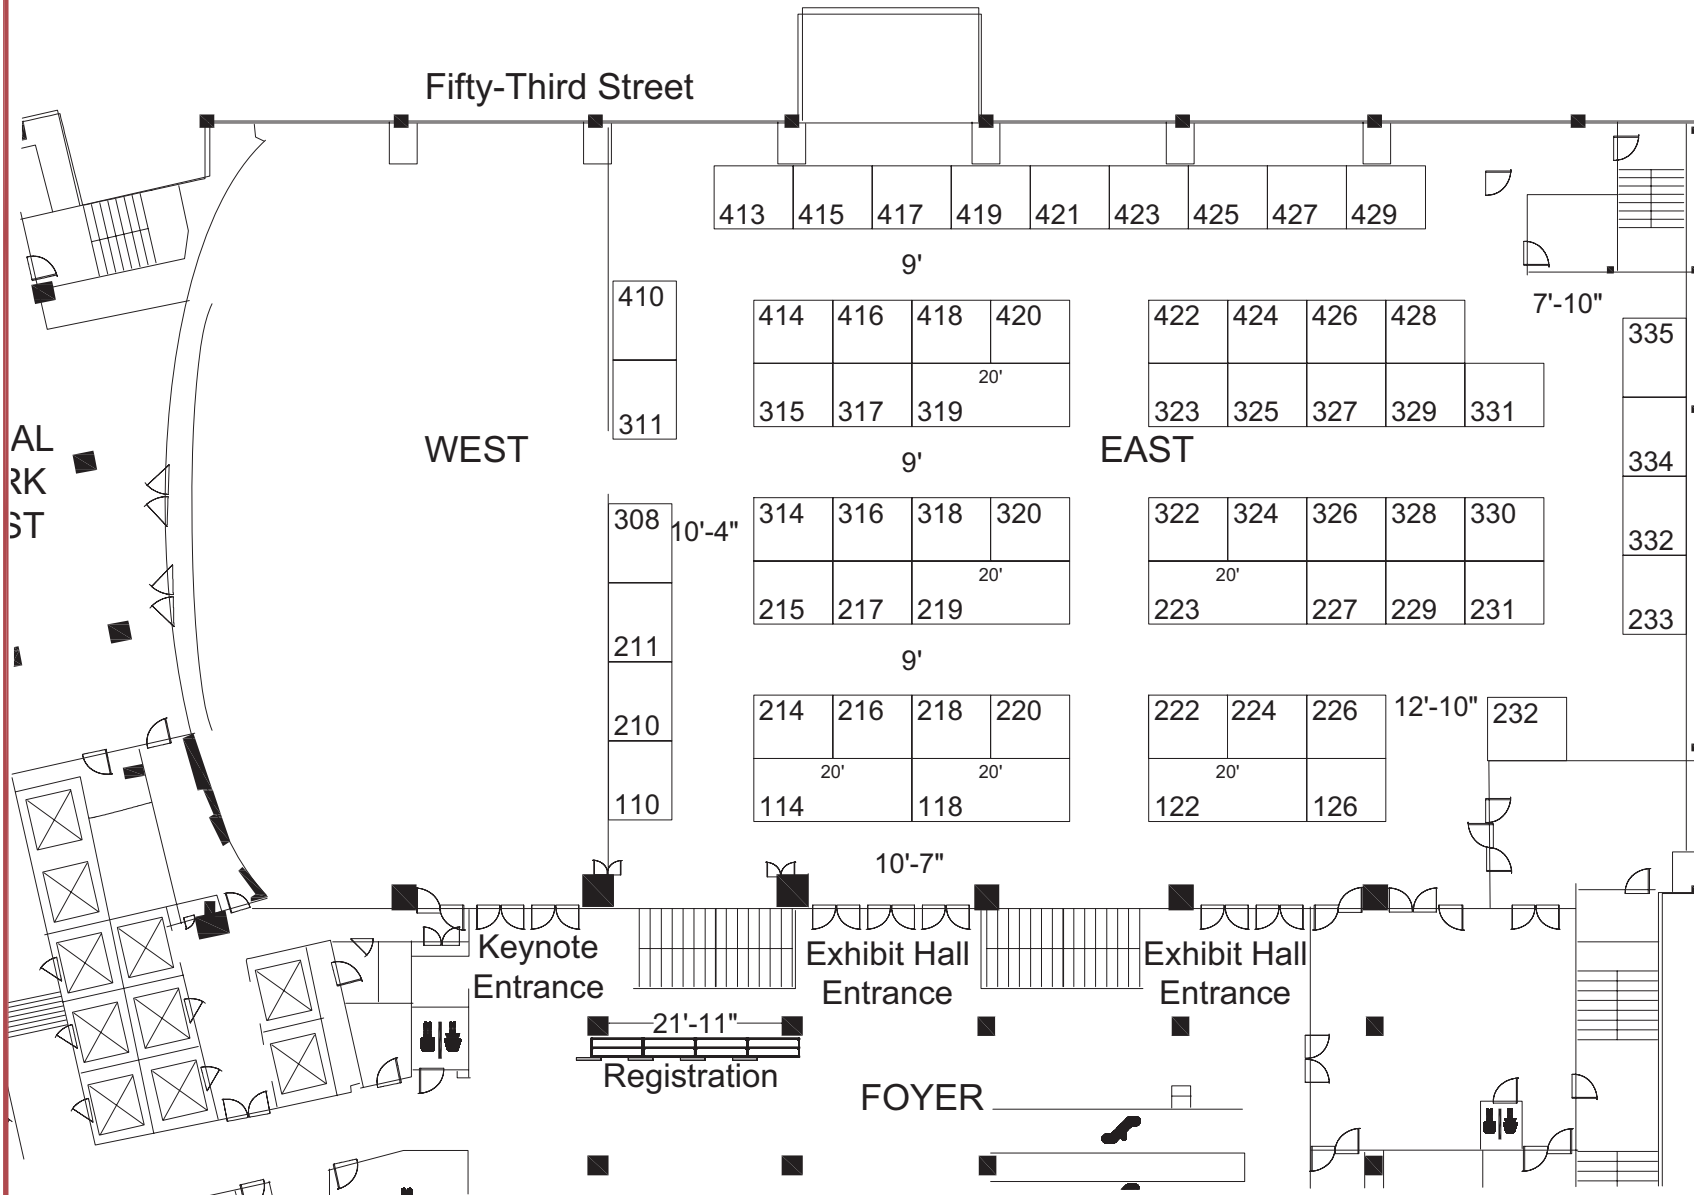 Fifty-Third Street
413 415 417 419 421 423 425 427 429
9'
410
414 416 418 420 422 424 426 428
7'-10"
335
20'
311 315 317 319 323 325 327 329 331
AL
RK
ST
WEST
9'
EAST
334
308 10'-4" 314 316 318 320 322 324 326 328 330
332
20' 20'
215 217 219 223 227 229 231
233
211
9'
210 214 216 218 220 222 224 226 12'-10" 232
20' 20' 20'
110 114 118 122 126
10'-7"
Keynote
Entrance
Exhibit Hall
Entrance
Exhibit Hall
Entrance
21'-11"
Registration
FOYER